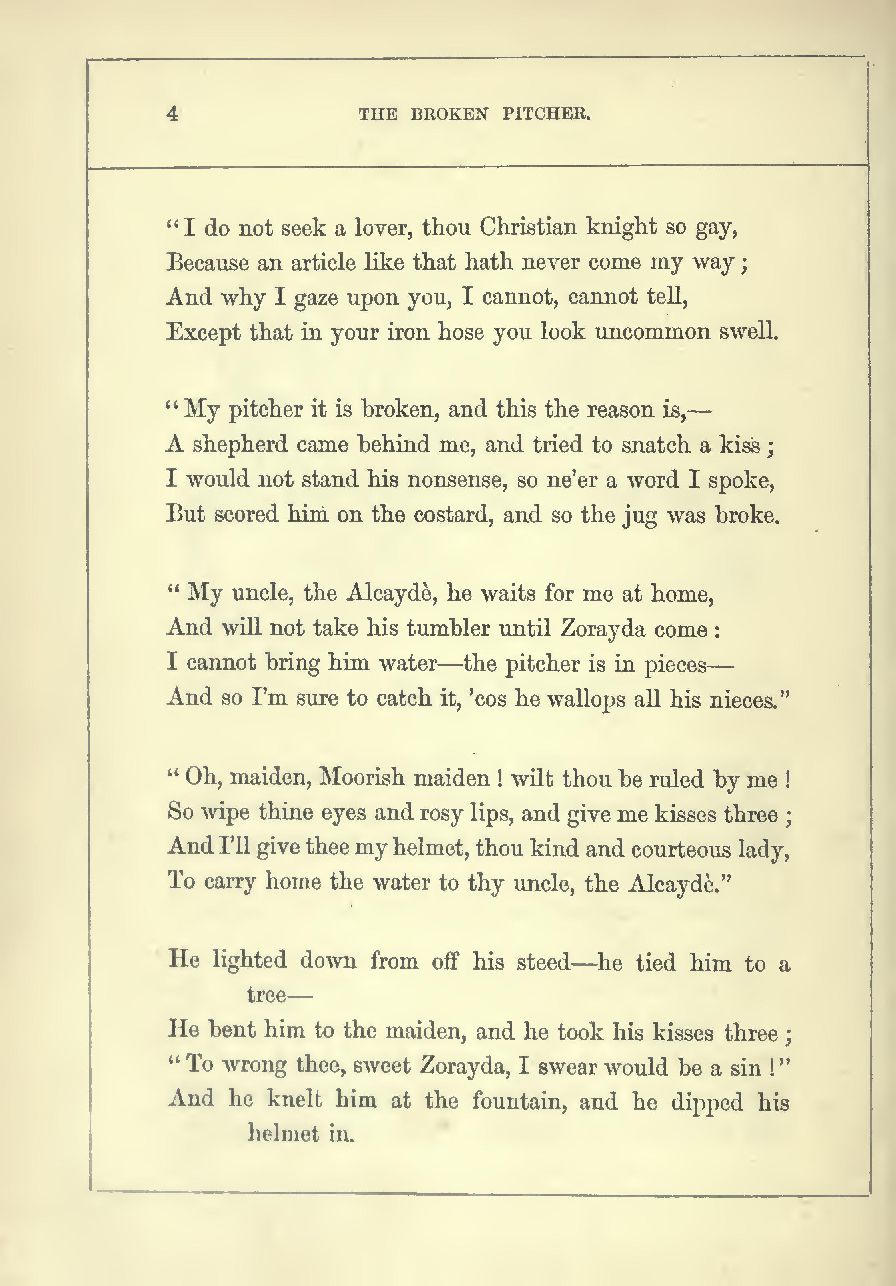 4 THE BROKEN PITCHER.
“I do not seek a lover, thou Christian knight so gay,
Because an article like that hath never come my way;
And why I gaze upon you, I cannot, cannot tell,
Except that in your iron hose you look uncommon swell.
“My pitcher it is broken, and this the reason is,—
A shepherd came behind me, and tried to snatch a kiss;
I would not stand his nonsense, so ne’er a word I spoke,
But scored him on the costard, and so the jug was broke.
“My uncle, the Alcaydè, he waits for me at home,
And will not take his tumbler until Zorayda come:
I cannot bring him water—the pitcher is in pieces—
And so I’m sure to catch it, ’cos he wallops all his nieces.”
“Oh, maiden, Moorish maiden! wilt thou be ruled by me!
So wipe thine eyes and rosy lips, and give me kisses three;
And I’ll give thee my helmet, thou kind and courteous lady,
To carry home the water to thy uncle, the Alcaydè.”
He lighted down from off his steed—he tied him to a
tree—
He bent him to the maiden, and he took his kisses three;
“To wrong thee, sweet Zorayda, I swear would be a sin!”
And he knelt him at the fountain, and he dipped his
helmet in.